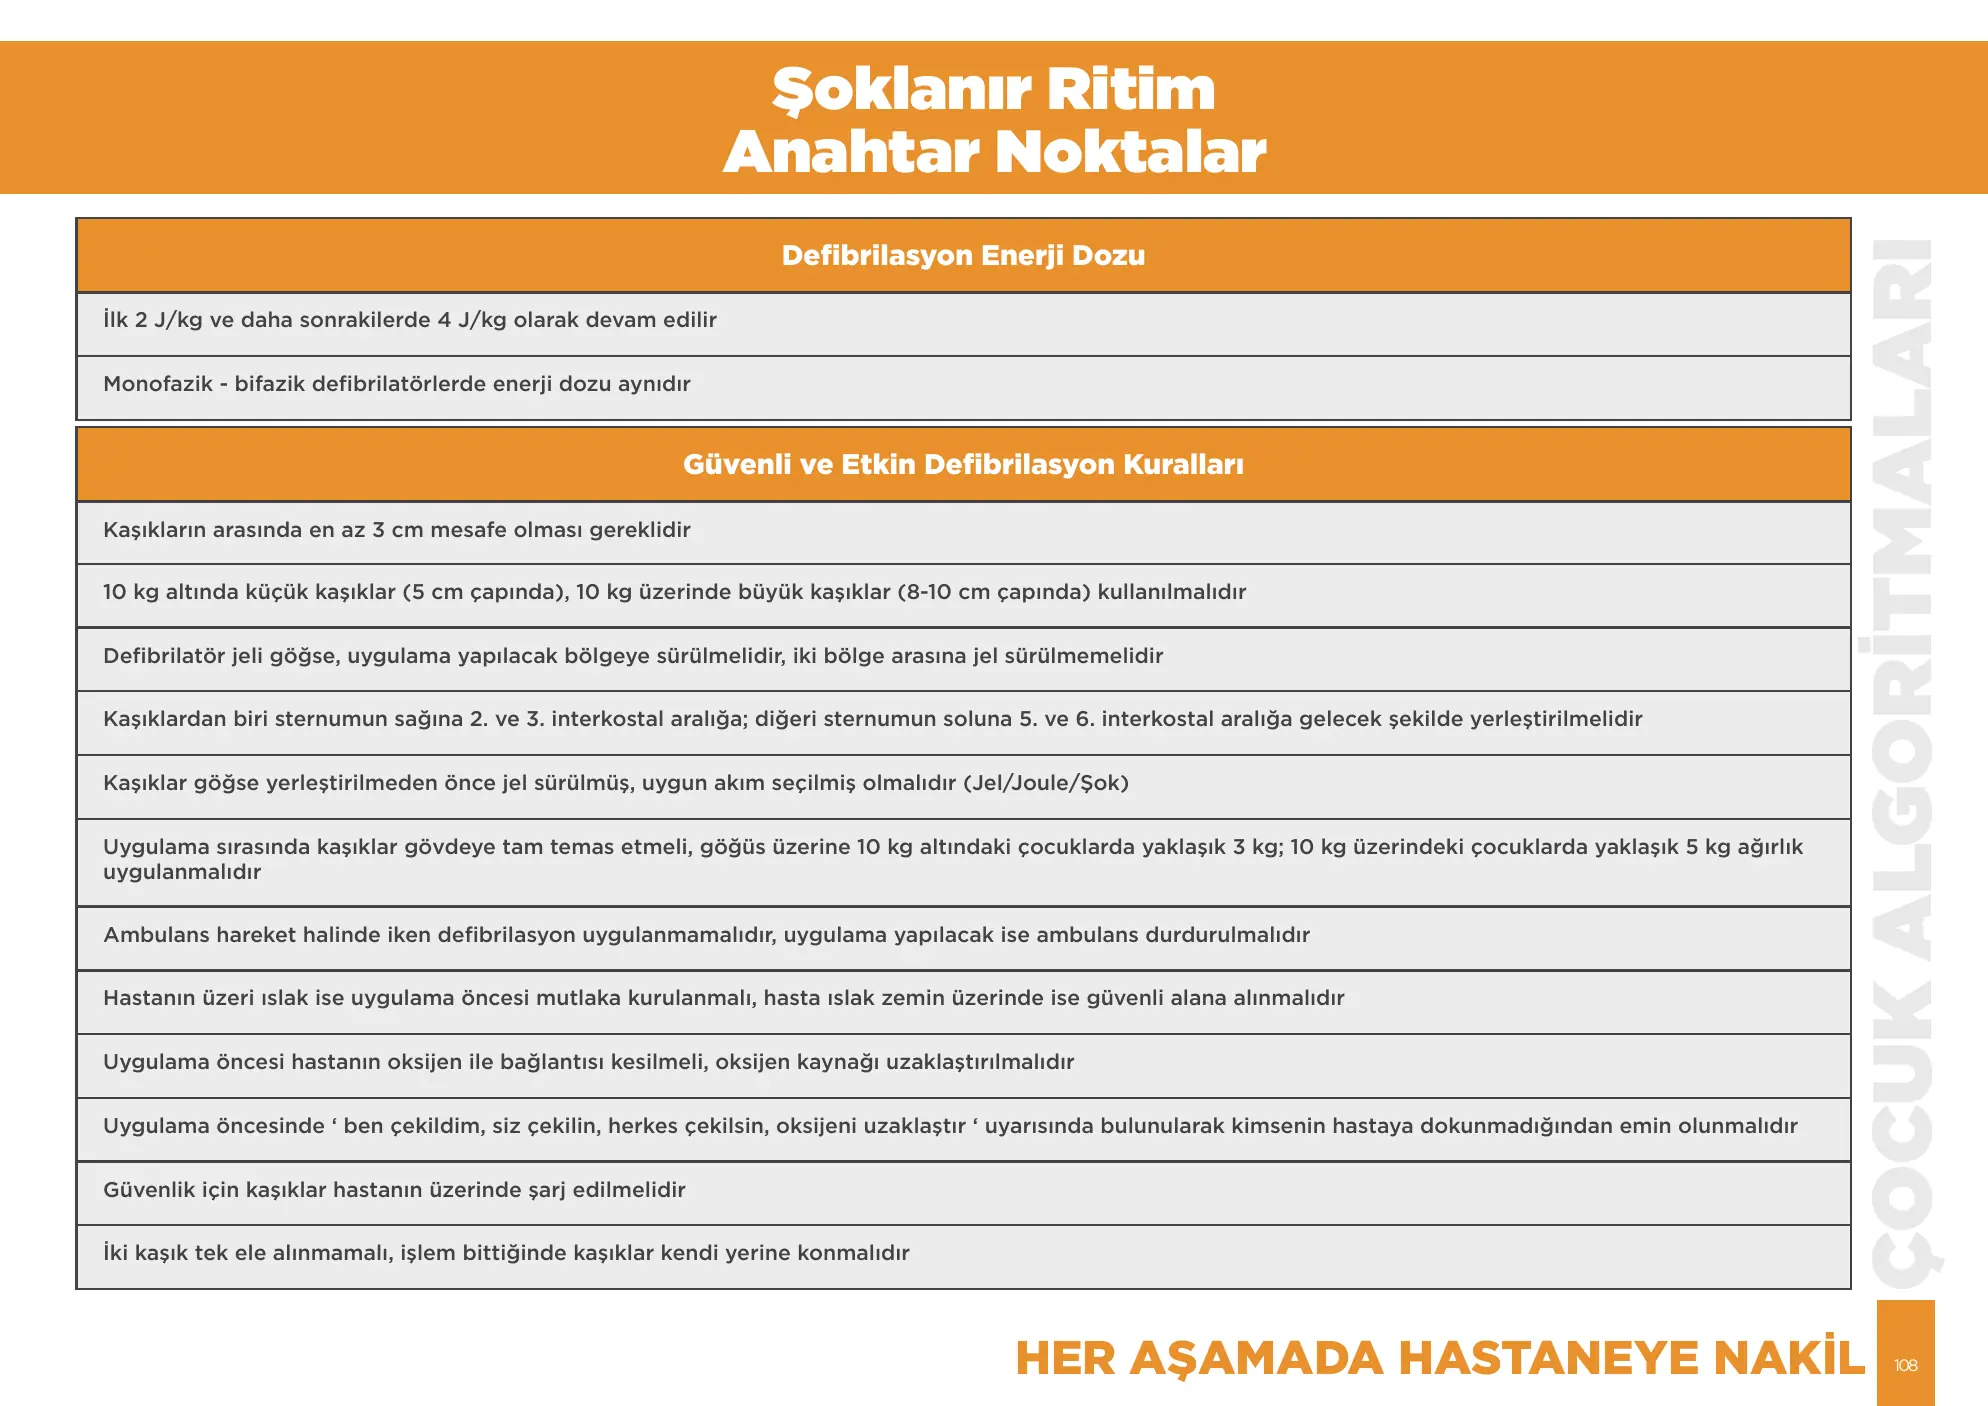 Şoklanır Ritim
Anahtar Noktalar
Defibrilasyon Enerji Dozu
İlk 2 J/kg ve daha sonrakilerde 4 J/kg olarak devam edilir
Monofazik - bifazik defibrilatörlerde enerji dozu aynıdır
Güvenli ve Etkin Defibrilasyon Kuralları
Kaşıkların arasında en az 3 cm mesafe olması gereklidir
10 kg altında küçük kaşıklar (5 cm çapında), 10 kg üzerinde büyük kaşıklar (8-10 cm çapında) kullanılmalıdır
Defibrilatör jeli göğse, uygulama yapılacak bölgeye sürülmelidir, iki bölge arasına jel sürülmemelidir
Kaşıklardan biri sternumun sağına 2. ve 3. interkostal aralığa; diğeri sternumun soluna 5. ve 6. interkostal aralığa gelecek şekilde yerleştirilmelidir
Kaşıklar göğse yerleştirilmeden önce jel sürülmüş, uygun akım seçilmiş olmalıdır (Jel/Joule/Şok)
Uygulama sırasında kaşıklar gövdeye tam temas etmeli, göğüs üzerine 10 kg altındaki çocuklarda yaklaşık 3 kg; 10 kg üzerindeki çocuklarda yaklaşık 5 kg ağırlık
uygulanmalıdır
Ambulans hareket halinde iken defibrilasyon uygulanmamalıdır, uygulama yapılacak ise ambulans durdurulmalıdır
Hastanın üzeri ıslak ise uygulama öncesi mutlaka kurulanmalı, hasta ıslak zemin üzerinde ise güvenli alana alınmalıdır
Uygulama öncesi hastanın oksijen ile bağlantısı kesilmeli, oksijen kaynağı uzaklaştırılmalıdır
Uygulama öncesinde ‘ ben çekildim, siz çekilin, herkes çekilsin, oksijeni uzaklaştır ‘ uyarısında bulunularak kimsenin hastaya dokunmadığından emin olunmalıdır
Güvenlik için kaşıklar hastanın üzerinde şarj edilmelidir
İki kaşık tek ele alınmamalı, işlem bittiğinde kaşıklar kendi yerine konmalıdır
ÇOCUK ALGORİTMALARI
HER AŞAMADA HASTANEYE NAKİL
108